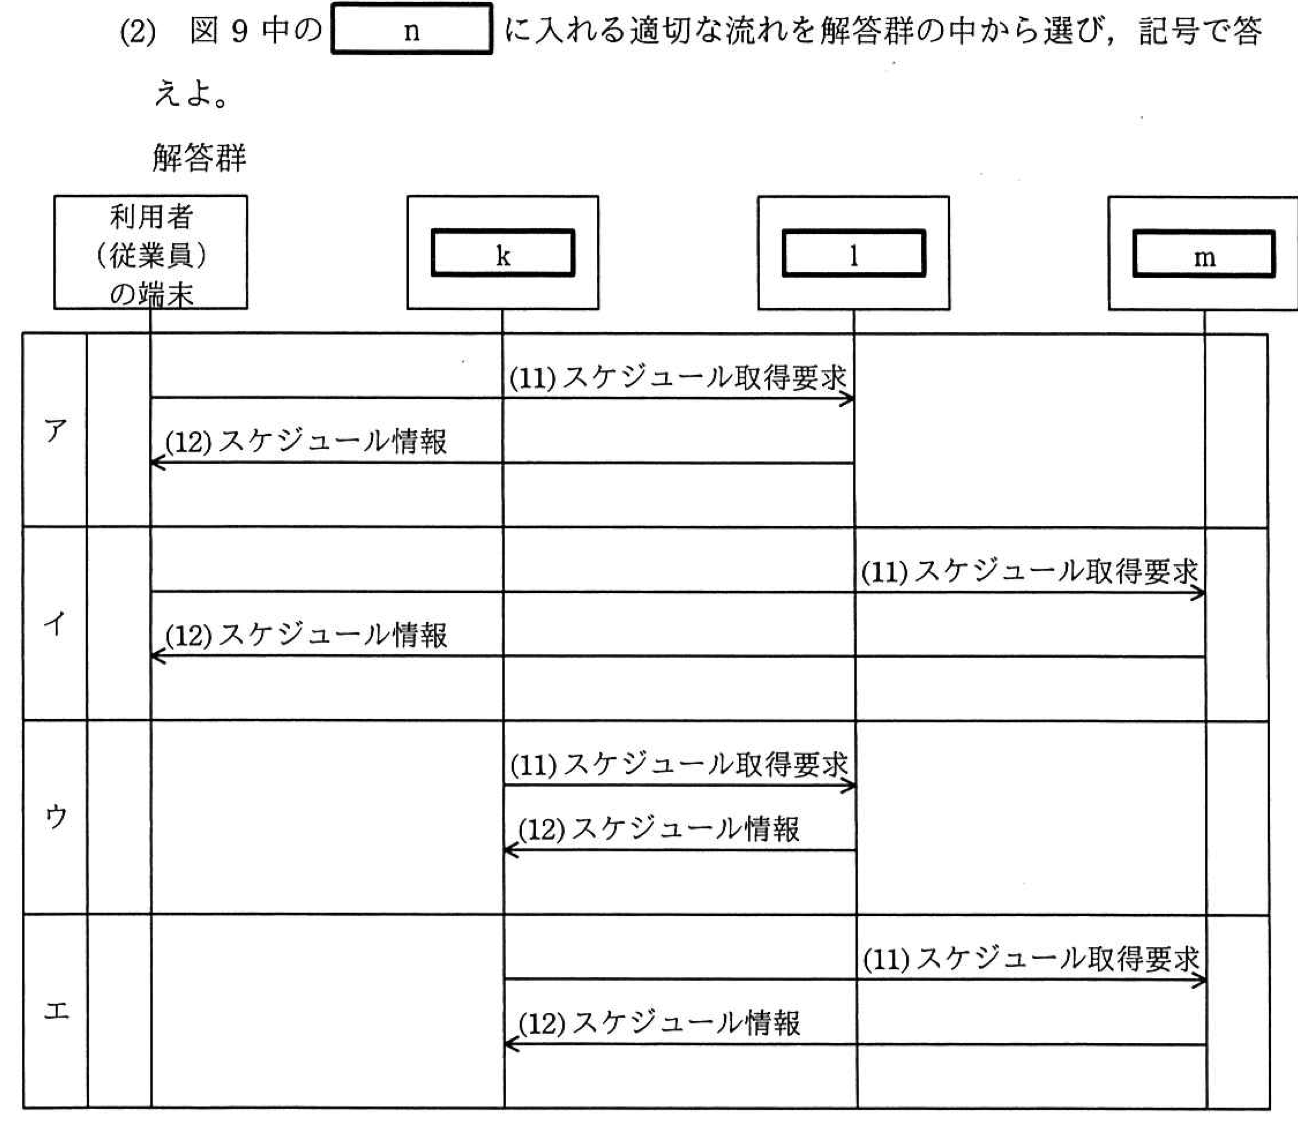 (2) 図 9 中の n に入れる適切な流れを解答群の中から選び，記号で答
えよ。
解答群
利用者
（従業員）
の端末
k
l
m
ア
(11) スケジュール取得要求
(12) スケジュール情報
イ
(11) スケジュール取得要求
(12) スケジュール情報
ウ
(11) スケジュール取得要求
(12) スケジュール情報
エ
(11) スケジュール取得要求
(12) スケジュール情報